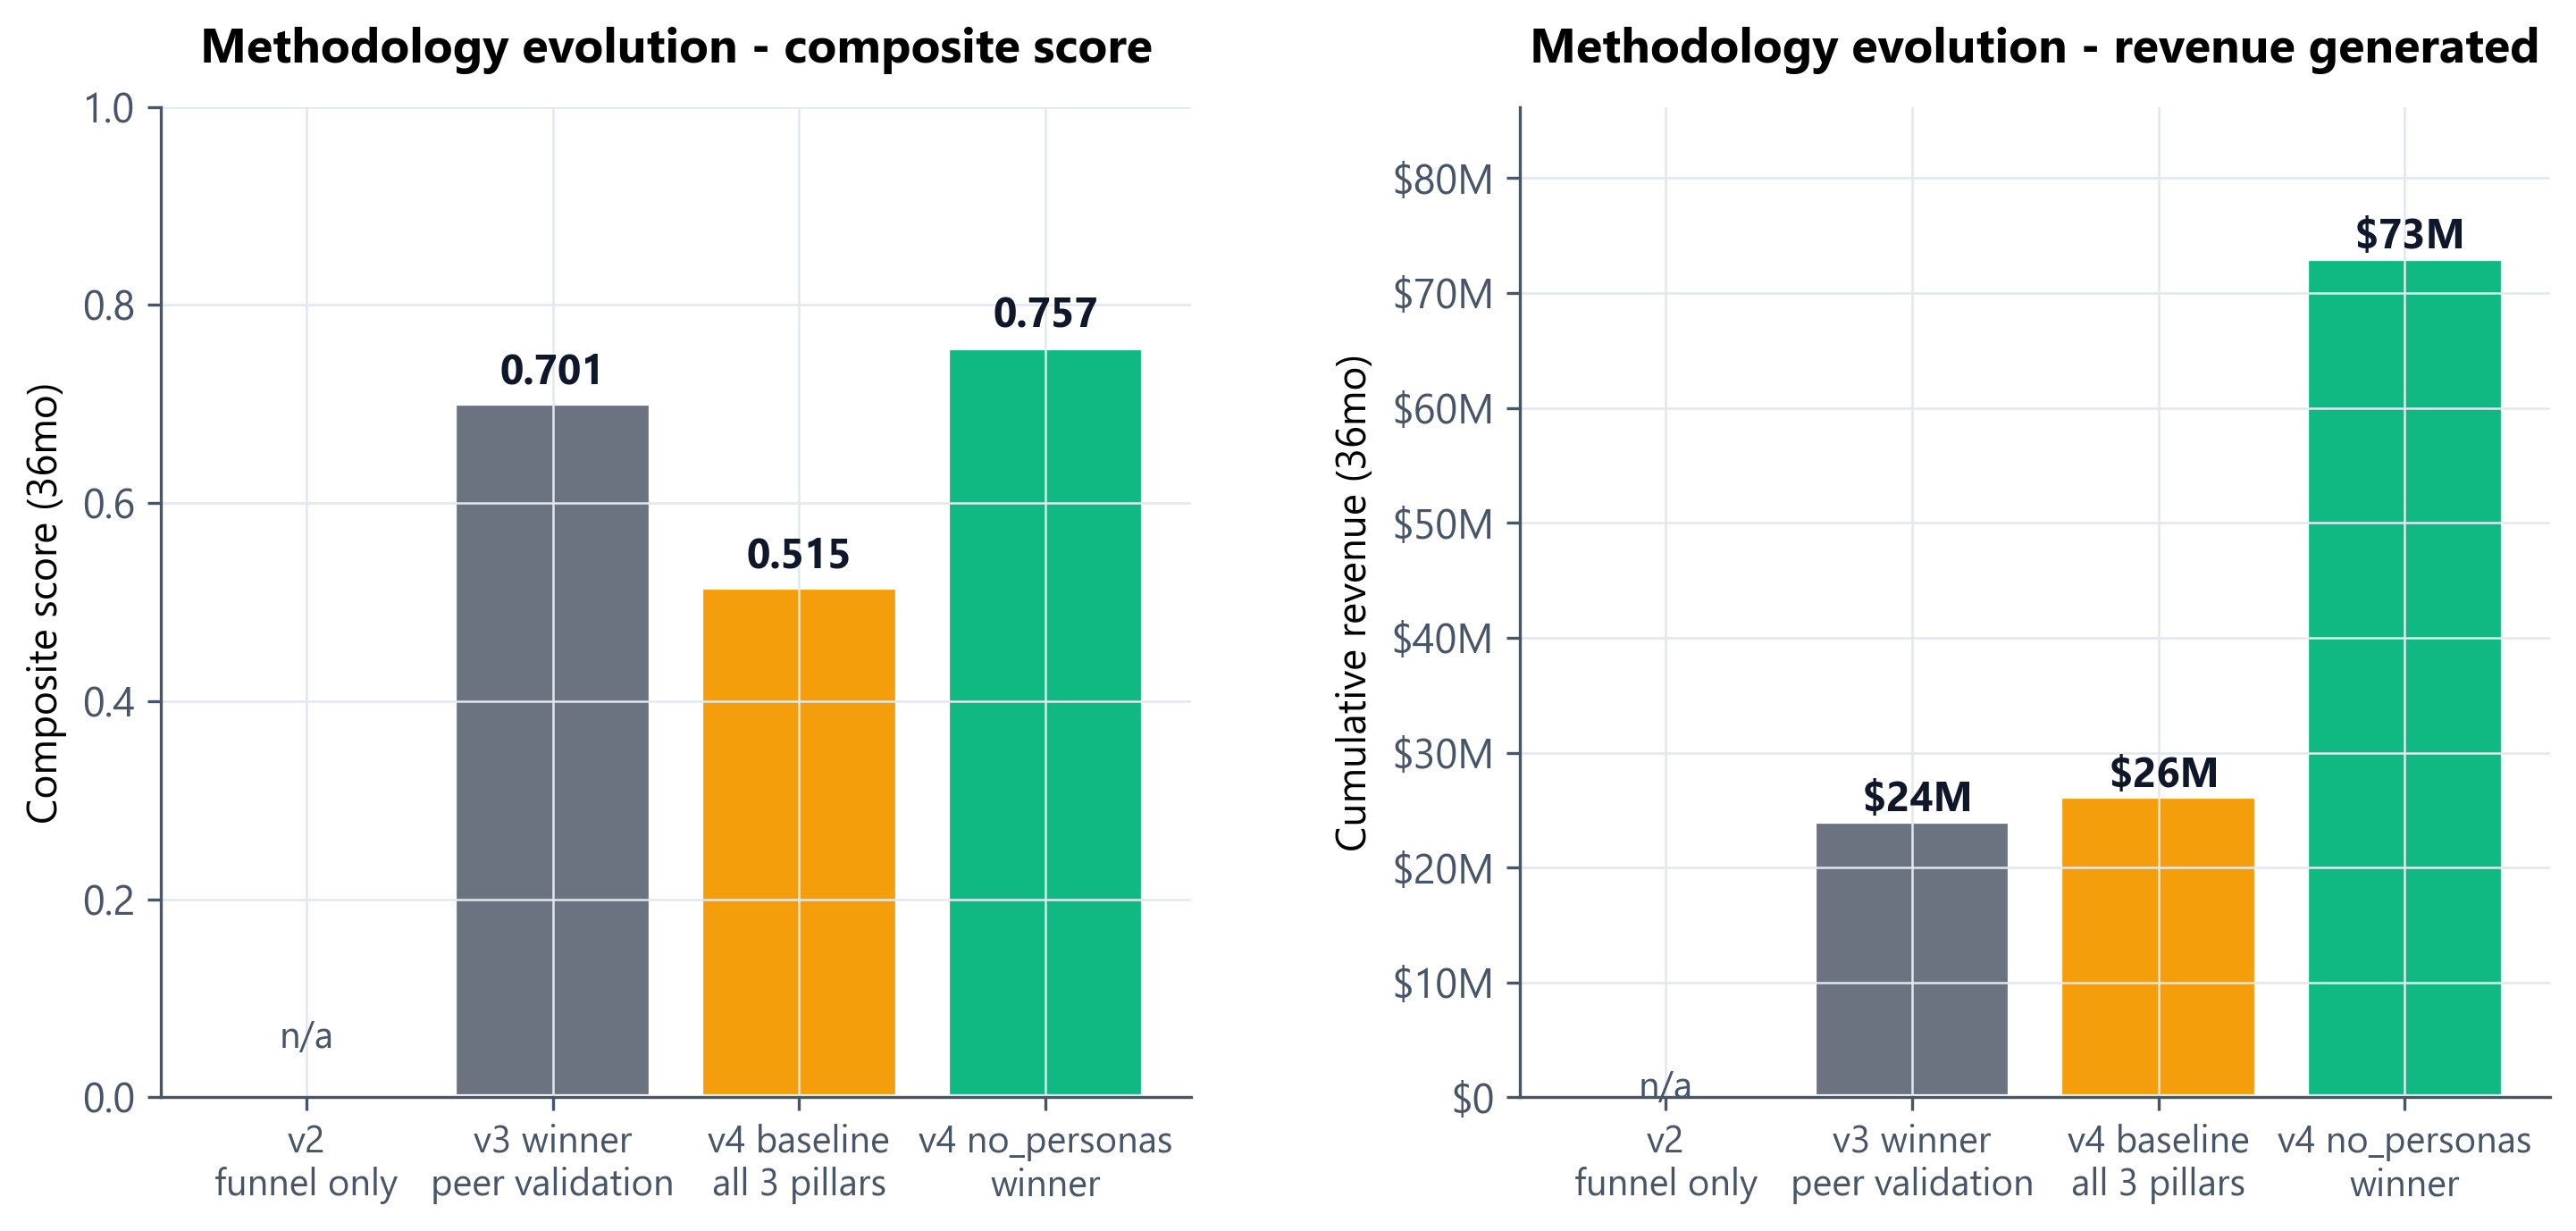 Methodology evolution - composite score
Composite score (36mo)
1.0
0.8
0.6
0.4
0.2
0.0
n/a
0.701
0.515
0.757
v2
funnel only
v3 winner
peer validation
v4 baseline
all 3 pillars
v4 no_personas
winner
Methodology evolution - revenue generated
Cumulative revenue (36mo)
$80M
$70M
$60M
$50M
$40M
$30M
$20M
$10M
$0
n/a
$24M
$26M
$73M
v2
funnel only
v3 winner
peer validation
v4 baseline
all 3 pillars
v4 no_personas
winner